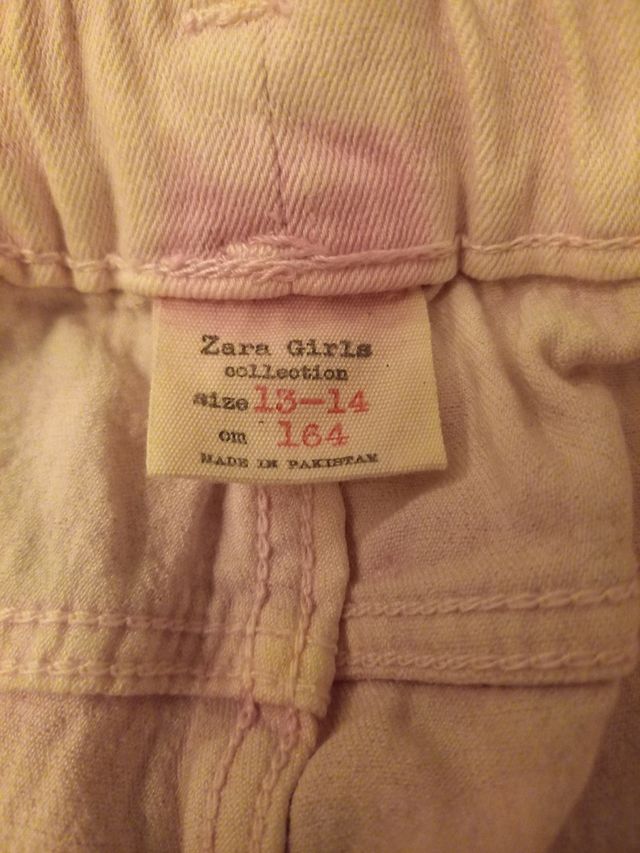 Zara Girls
collection
size 13-14
cm 164
MADE IN PAKISTAN